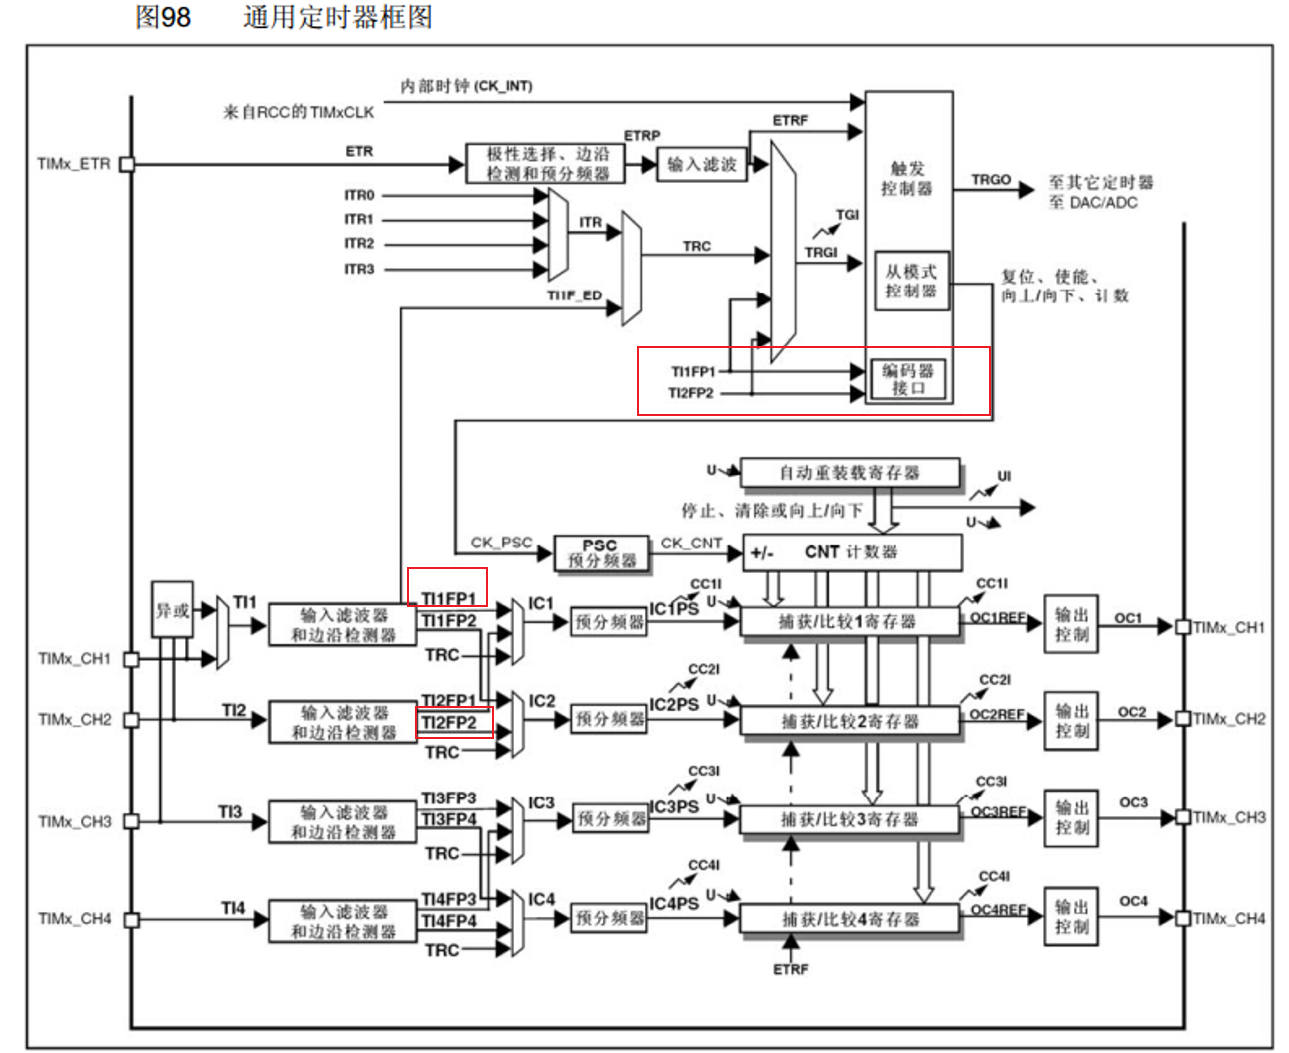 图98 通用定时器框图
内部时钟(CK_INT)
来自RCC的TIMxCLK
ETRF
ETRP
TIMx_ETR
ETR
极性选择、边沿
检测和预分频器
输入滤波
触发
控制器
TRGO
至其它定时器
至 DAC/ADC
ITR0
ITR1
ITR2
ITR3
ITR
TRC
TGI
TRGI
TI1F_ED
从模式
控制器
复位、使能、
向上/向下、计数
TI1FP1
TI2FP2
编码器
接口
U
自动重装载寄存器
UI
停止、清除或向上/向下
U
CK_PSC
PSC
预分频器
CK_CNT
+/-
CNT 计数器
异或
TI1
输入滤波器
和边沿检测器
TI1FP1
TI1FP2
TRC
IC1
预分频器
CC1I
IC1PS
U
捕获/比较1寄存器
CC1I
OC1REF
输出
控制
OC1
TIMx_CH1
TIMx_CH1
TIMx_CH2
TI2
输入滤波器
和边沿检测器
TI2FP1
TI2FP2
TRC
IC2
预分频器
CC2I
IC2PS
U
捕获/比较2寄存器
CC2I
OC2REF
输出
控制
OC2
TIMx_CH2
TIMx_CH3
TI3
输入滤波器
和边沿检测器
TI3FP3
TI3FP4
TRC
IC3
预分频器
CC3I
IC3PS
U
捕获/比较3寄存器
CC3I
OC3REF
输出
控制
OC3
TIMx_CH3
TIMx_CH4
TI4
输入滤波器
和边沿检测器
TI4FP3
TI4FP4
TRC
IC4
预分频器
CC4I
IC4PS
U
捕获/比较4寄存器
CC4I
OC4REF
输出
控制
OC4
TIMx_CH4
ETRF